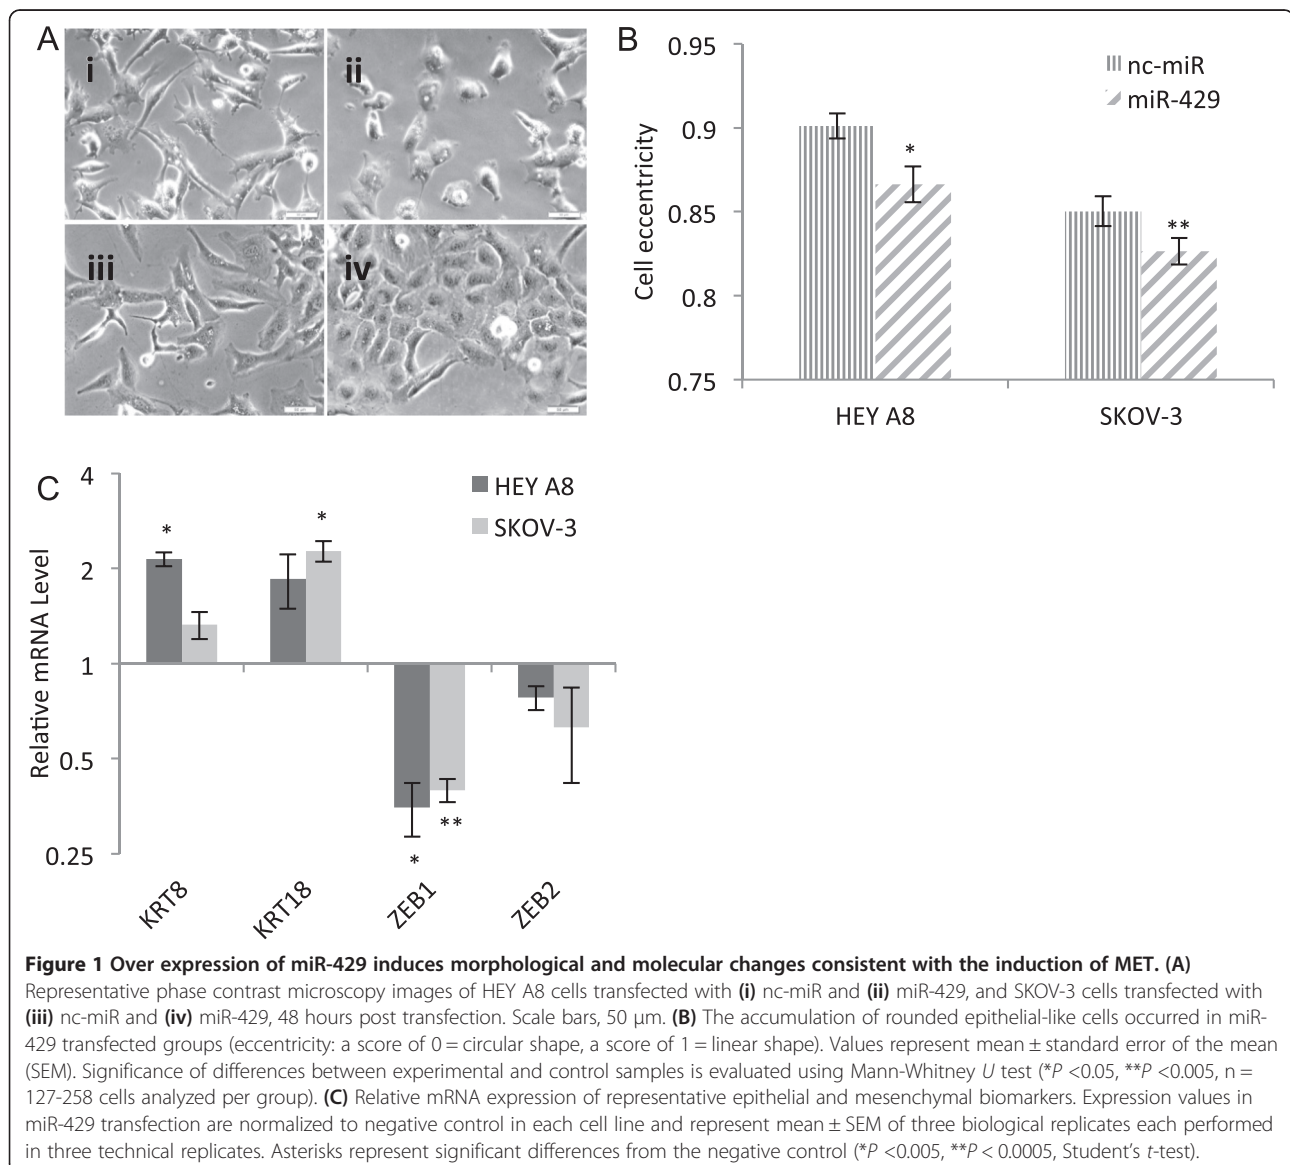 A
i
ii
iii
iv
B
0.95
0.9
0.85
0.8
0.75
Cell eccentricity
nc-miR
miR-429
*
**
HEY A8
SKOV-3
C
4
2
1
0.5
0.25
Relative mRNA Level
HEY A8
SKOV-3
*
*
*
**
KRT8
KRT18
ZEB1
ZEB2
Figure 1 Over expression of miR-429 induces morphological and molecular changes consistent with the induction of MET. (A)
Representative phase contrast microscopy images of HEY A8 cells transfected with (i) nc-miR and (ii) miR-429, and SKOV-3 cells transfected with
(iii) nc-miR and (iv) miR-429, 48 hours post transfection. Scale bars, 50 μm. (B) The accumulation of rounded epithelial-like cells occurred in miR-
429 transfected groups (eccentricity: a score of 0 = circular shape, a score of 1 = linear shape). Values represent mean ± standard error of the mean
(SEM). Significance of differences between experimental and control samples is evaluated using Mann-Whitney U test (*P <0.05, **P <0.005, n =
127-258 cells analyzed per group). (C) Relative mRNA expression of representative epithelial and mesenchymal biomarkers. Expression values in
miR-429 transfection are normalized to negative control in each cell line and represent mean ± SEM of three biological replicates each performed
in three technical replicates. Asterisks represent significant differences from the negative control (*P <0.005, **P < 0.0005, Student's t-test).